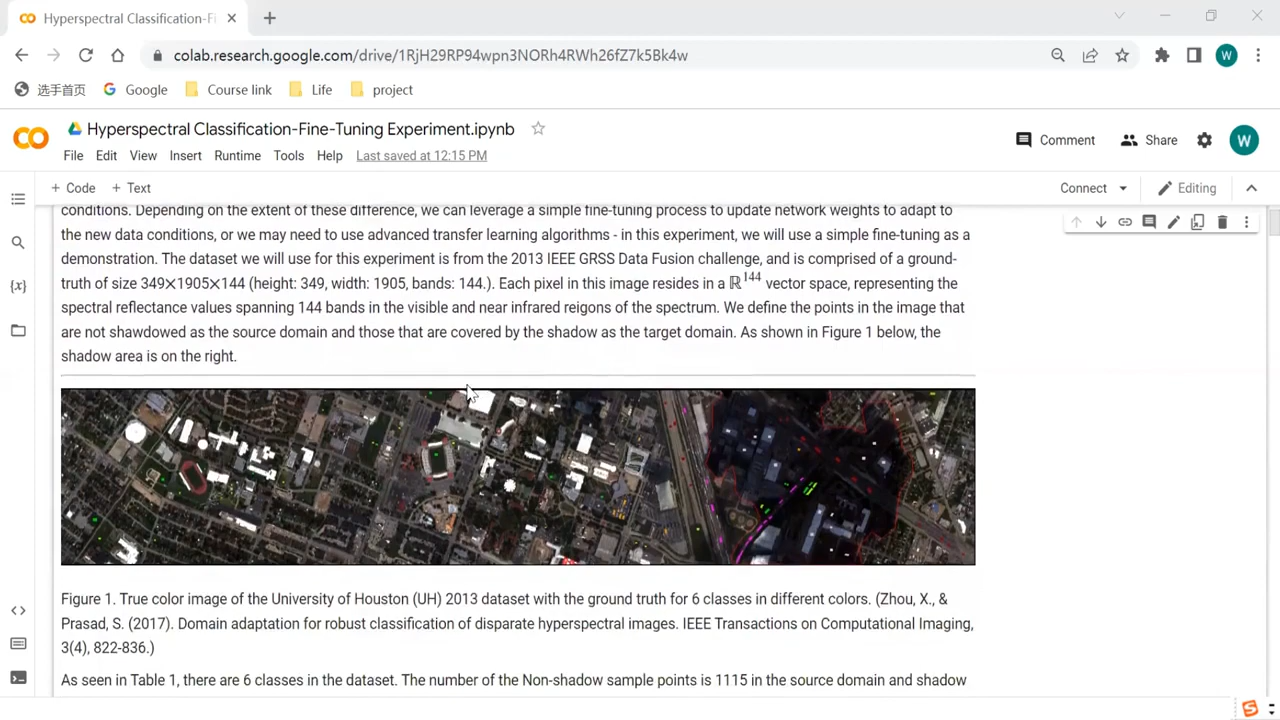 Hyperspectral Classification-Fi
colab.research.google.com/drive/1RjH29RP94wpn3NORh4RWh26fZ7k5Bk4w
W
选手首页 Google Course link Life project
Hyperspectral Classification-Fine-Tuning Experiment.ipynb
Comment Share W
File Edit View Insert Runtime Tools Help Last saved at 12:15 PM
+ Code + Text Connect Editing
conditions. Depending on the extent of these difference, we can leverage a simple fine-tuning process to update network weights to adapt to
the new data conditions, or we may need to use advanced transfer learning algorithms - in this experiment, we will use a simple fine-tuning as a
demonstration. The dataset we will use for this experiment is from the 2013 IEEE GRSS Data Fusion challenge, and is comprised of a ground-
truth of size 349×1905×144 (height: 349, width: 1905, bands: 144.). Each pixel in this image resides in a ℝ¹⁴⁴ vector space, representing the
spectral reflectance values spanning 144 bands in the visible and near infrared reigons of the spectrum. We define the points in the image that
are not shawdowed as the source domain and those that are covered by the shadow as the target domain. As shown in Figure 1 below, the
shadow area is on the right.
Figure 1. True color image of the University of Houston (UH) 2013 dataset with the ground truth for 6 classes in different colors. (Zhou, X., &
Prasad, S. (2017). Domain adaptation for robust classification of disparate hyperspectral images. IEEE Transactions on Computational Imaging,
3(4), 822-836.)
As seen in Table 1, there are 6 classes in the dataset. The number of the Non-shadow sample points is 1115 in the source domain and shadow